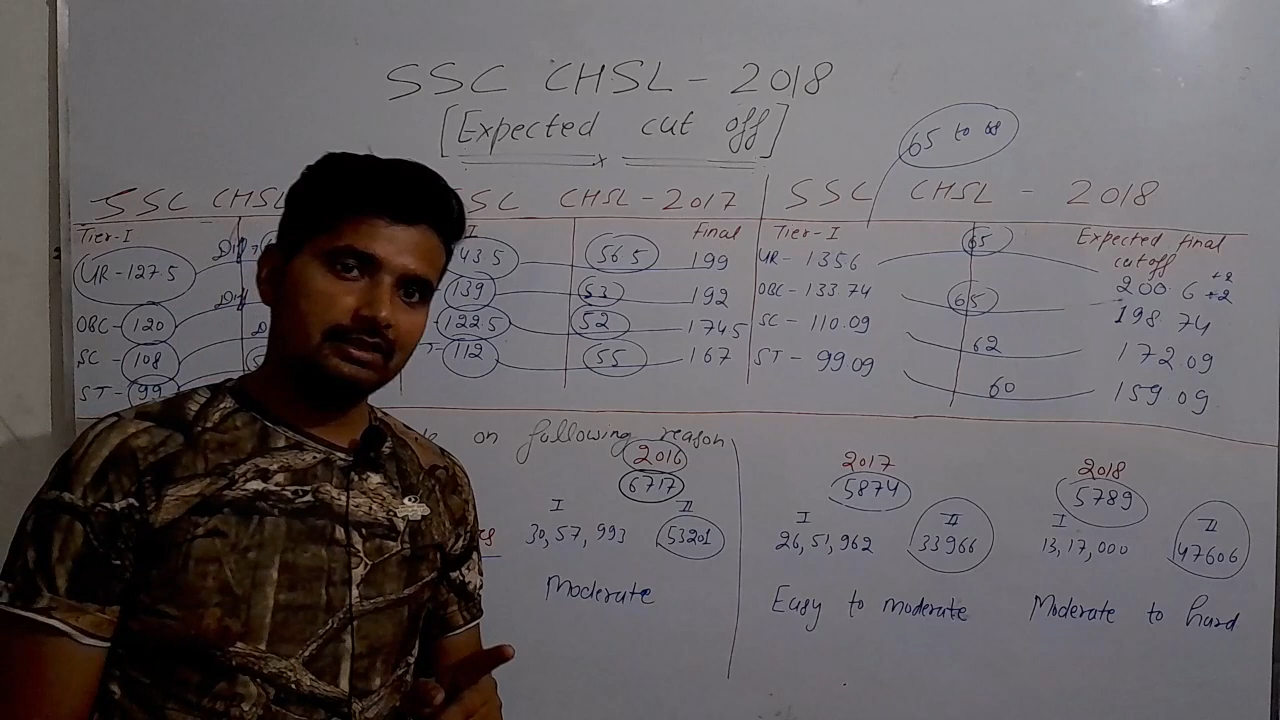 SSC CHSL - 2018
[Expected cut off]
65 to
SSC CHSL
SSC CHSL - 2017
SSC CHSL - 2018
Tier-I
I
Final
Tier-I
Expected final
cutoff
UR - 127.5
43.5
56.5
199
UR - 135.6
65
200.6 +2
+2
OBC - 120
139
53
192
OBC - 133.74
65
198.74
SC - 108
122.5
52
174.5
SC - 110.09
62
172.09
ST - 99
112
55
167
ST - 99.09
60
159.09
on following reason
2016
6717
I
II
30,57,993
53201
Moderate
2017
5874
I
II
26,51,962
33966
Easy to moderate
2018
5789
I
II
13,17,000
47606
Moderate to hard